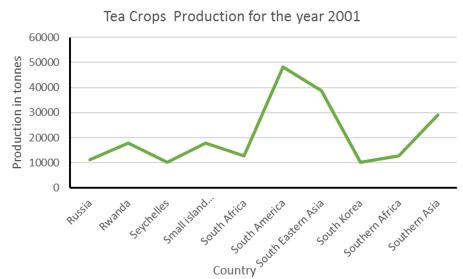 Tea Crops  Production for the year 2001
Production in tonnes
60000
50000
40000
30000
20000
10000
0
Russia
Rwanda
Seychelles
Small island...
South Africa
South America
South Eastern Asia
South Korea
Southern Africa
Southern Asia
Country